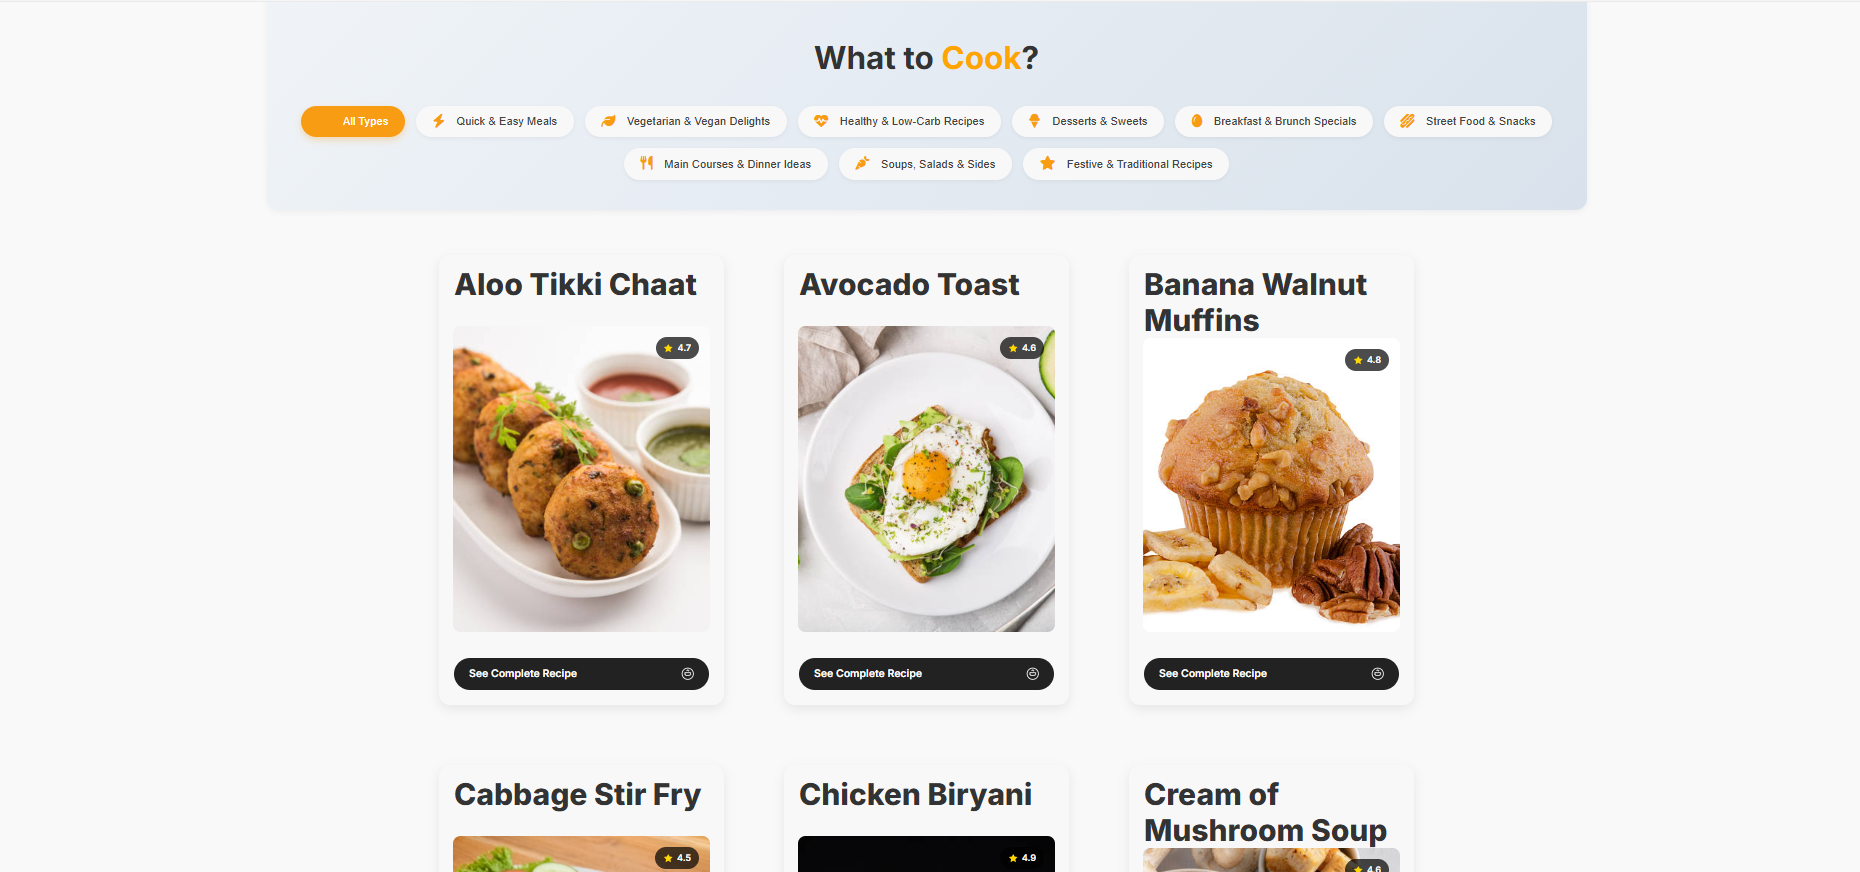 What to Cook?
All Types
Quick & Easy Meals
Vegetarian & Vegan Delights
Healthy & Low-Carb Recipes
Desserts & Sweets
Breakfast & Brunch Specials
Street Food & Snacks
Main Courses & Dinner Ideas
Soups, Salads & Sides
Festive & Traditional Recipes
Aloo Tikki Chaat
4.7
See Complete Recipe
Avocado Toast
4.6
See Complete Recipe
Banana Walnut
Muffins
4.8
See Complete Recipe
Cabbage Stir Fry
4.5
Chicken Biryani
4.9
Cream of
Mushroom Soup
4.6